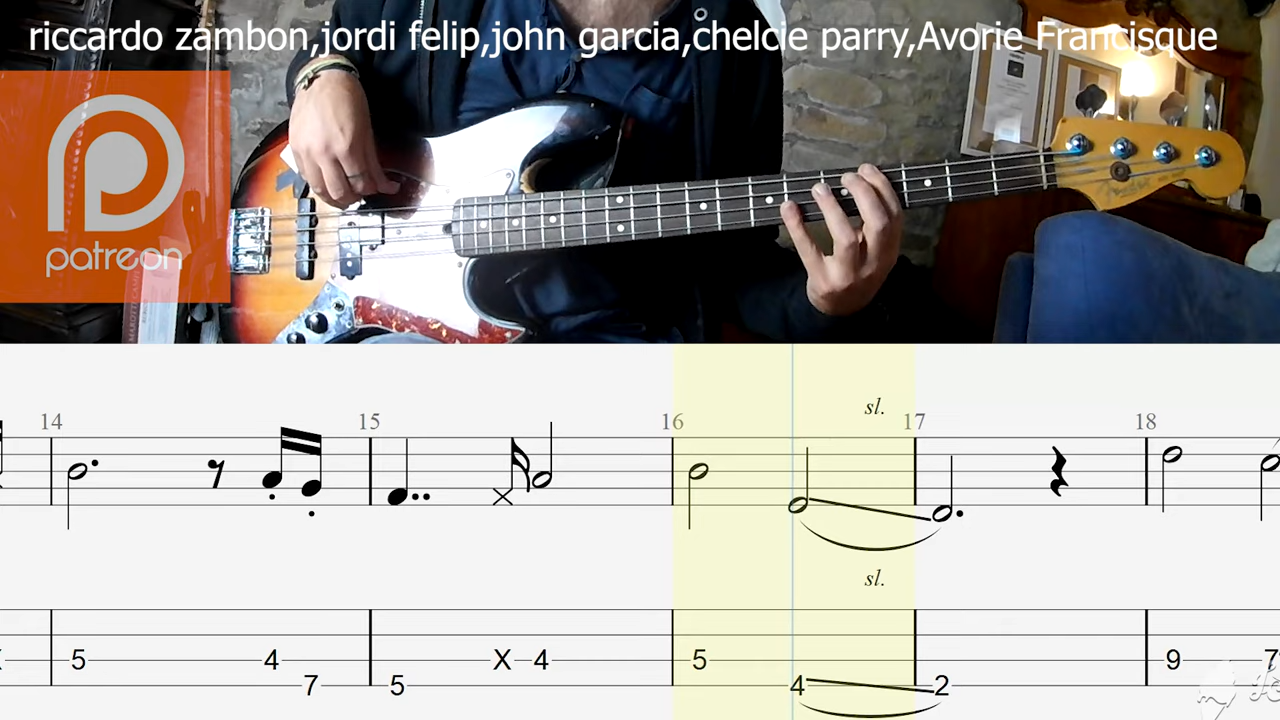 riccardo zambon,jordi felip,john garcia,chelcie parry,Avorie Francisque
patreon
sl.
14 15 16 17 18
sl.
5 4 X 4 5 9 7
7 5 4 2